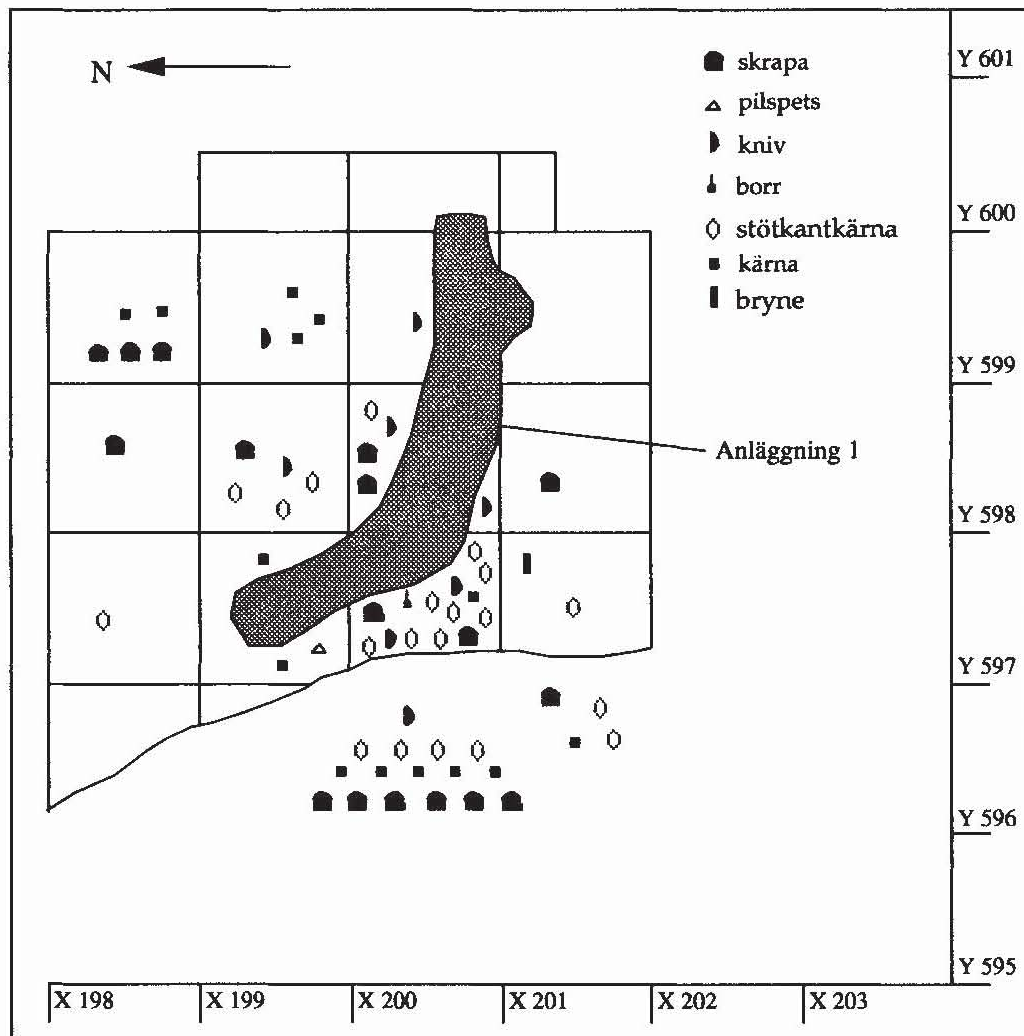 N
skrapa
pilspets
kniv
borr
stötkantkärna
kärna
bryne
Y 601
Y 600
Y 599
Anläggning 1
Y 598
Y 597
Y 596
Y 595
X 198
X 199
X 200
X 201
X 202
X 203